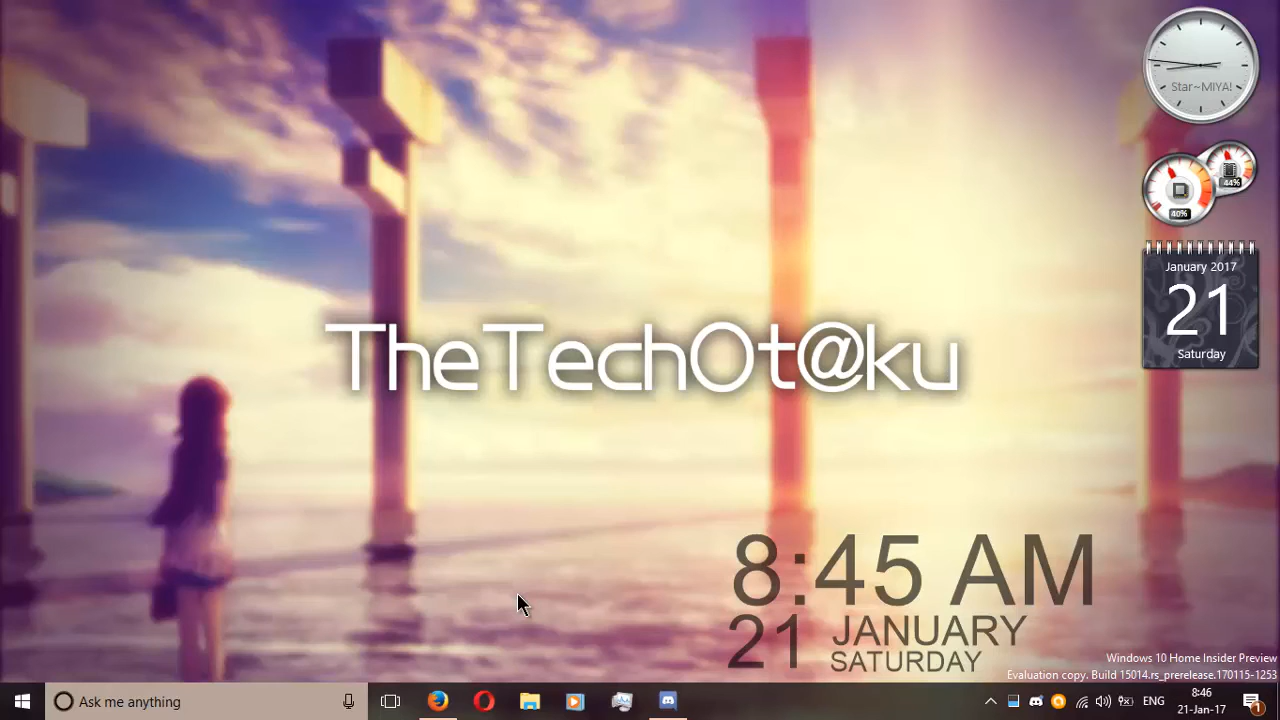 Star~MIYA!
44%
40%
January 2017
21
Saturday
TheTechOt@ku
8:45 AM
21 JANUARY
SATURDAY
Windows 10 Home Insider Preview
Evaluation copy. Build 15014.rs_prerelease.170115-1253
Ask me anything
ENG
8:46
21-Jan-17
1